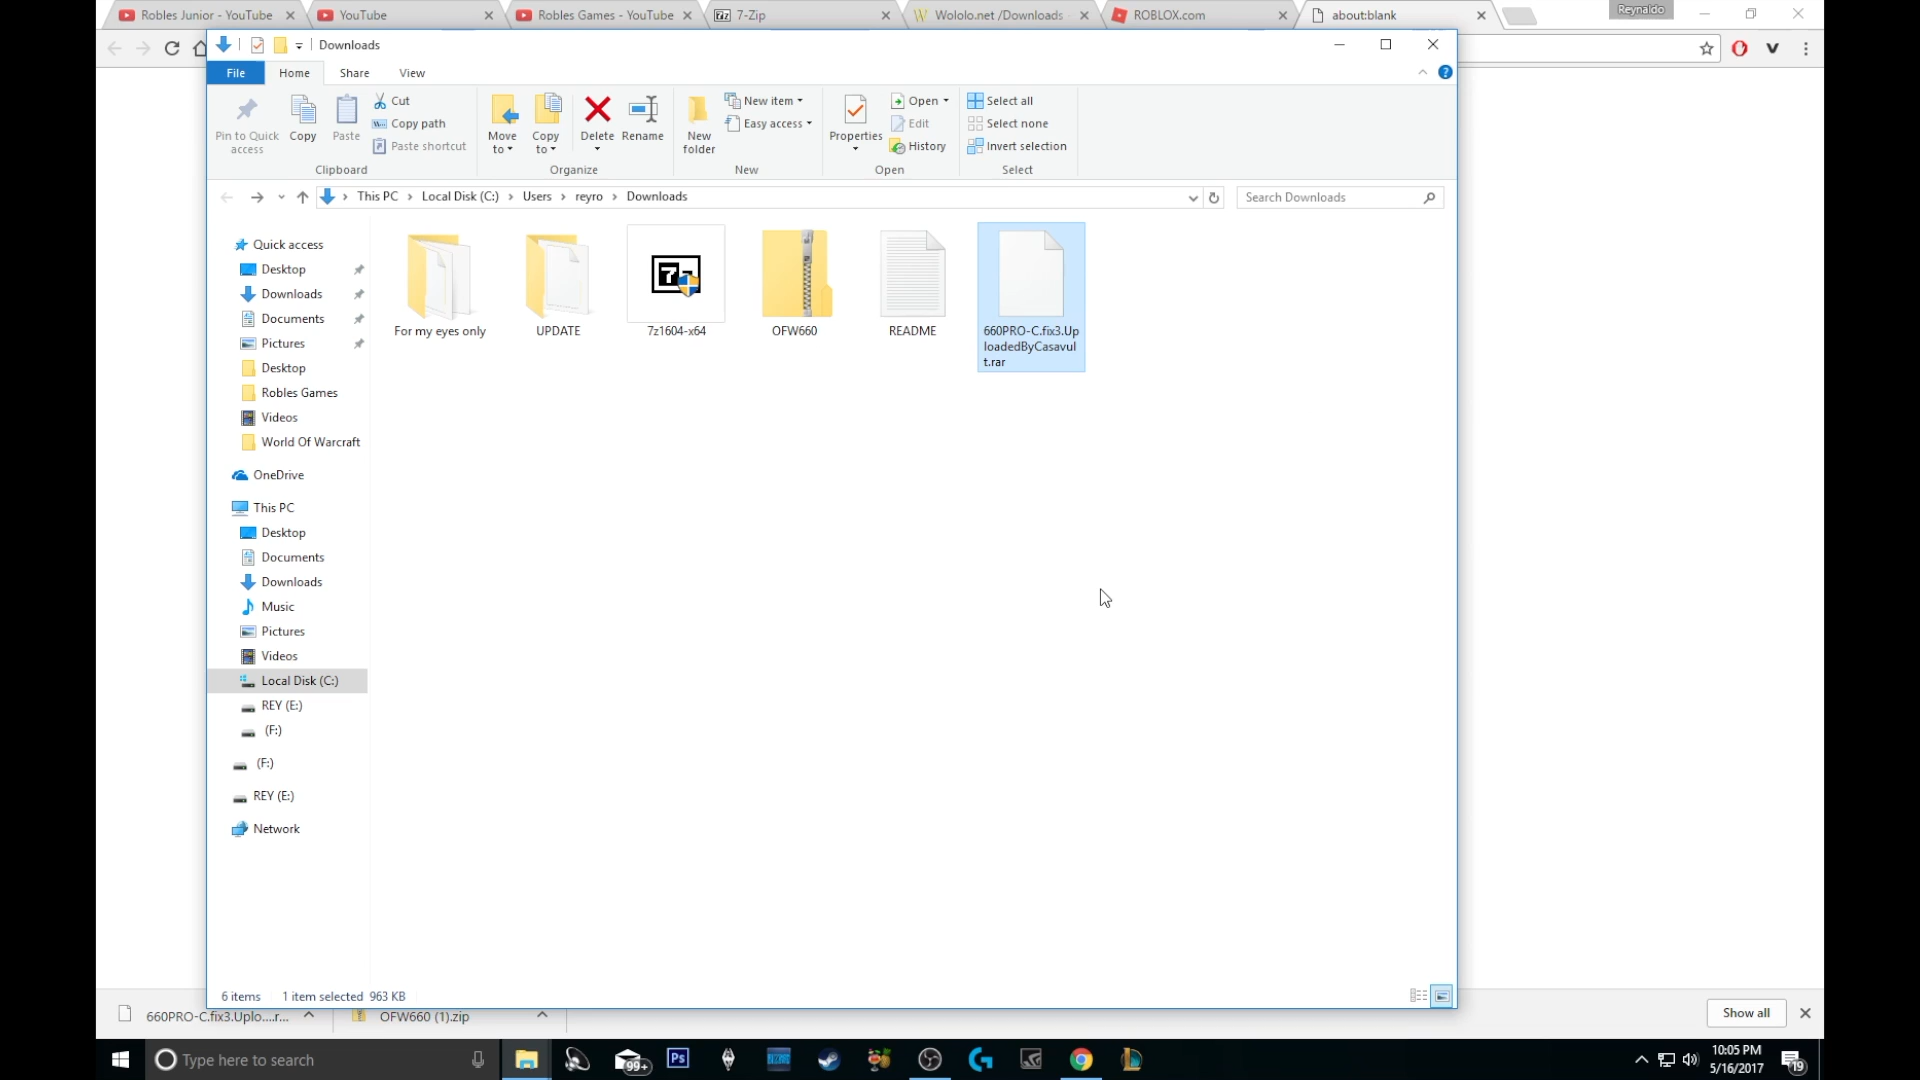 Robles Junior - YouTube
YouTube
Robles Games - YouTube
7-Zip
Wololo.net /Downloads
ROBLOX.com
about:blank
Reynaldo
Downloads
File
Home
Share
View
Pin to Quick access
Copy
Paste
Cut
Copy path
Paste shortcut
Clipboard
Move to
Copy to
Delete
Rename
Organize
New folder
New item
Easy access
New
Properties
Open
Edit
History
Open
Select all
Select none
Invert selection
Select
This PC > Local Disk (C:) > Users > reyro > Downloads
Search Downloads
Quick access
Desktop
Downloads
Documents
Pictures
Desktop
Robles Games
Videos
World Of Warcraft
OneDrive
This PC
Desktop
Documents
Downloads
Music
Pictures
Videos
Local Disk (C:)
REY (E:)
(F:)
(F:)
REY (E:)
Network
For my eyes only
UPDATE
7z1604-x64
OFW660
README
660PRO-C.fix3.Up
loadedByCasavul
t.rar
6 items
1 item selected 963 KB
660PRO-C.fix3.Uplo....r...
OFW660 (1).zip
Show all
Type here to search
99+
Ps
10:05 PM
5/16/2017
19